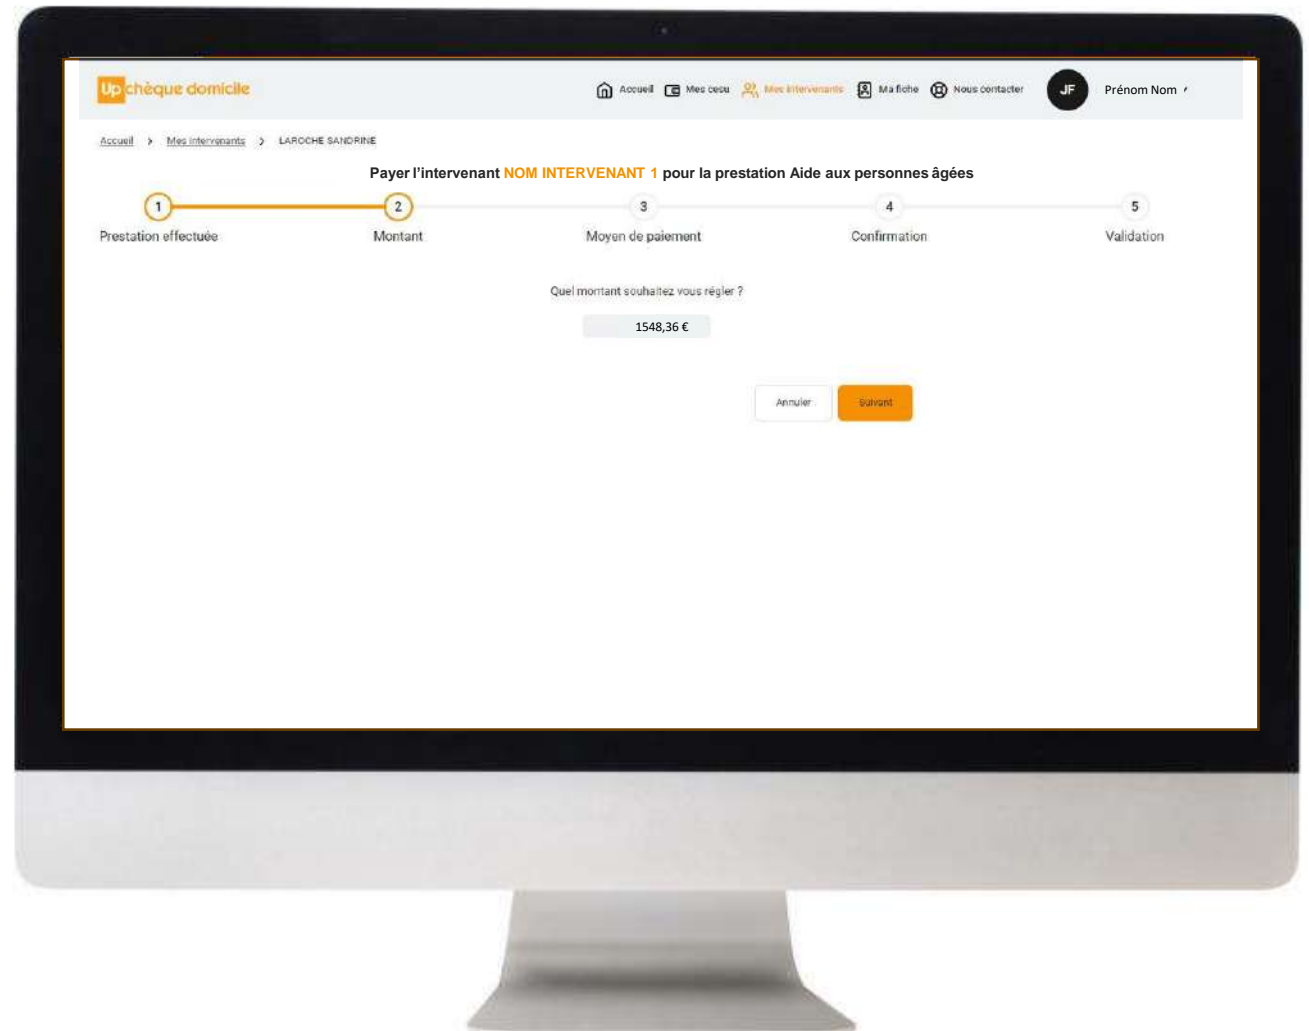 Up chèque domicile
Accueil Mes cesu Mes intervenants Ma fiche Nous contacter JF Prénom Nom
Accueil > Mes intervenants > LAROCHE SANDRINE
Payer l'intervenant NOM INTERVENANT 1 pour la prestation Aide aux personnes âgées
1 2 3 4 5
Prestation effectuée Montant Moyen de paiement Confirmation Validation
Quel montant souhaitez vous régler ?
1548,36 €
Annuler Suivant